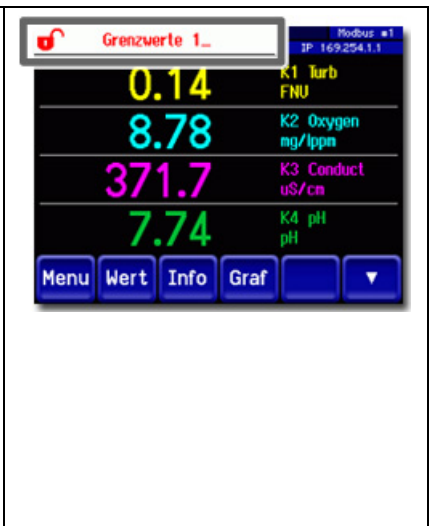 Grenzwerte 1_
Modbus #1
IP 169.254.1.1
0.14 K1 Turb
FNU
8.78 K2 Oxygen
mg/lppm
371.7 K3 Conduct
uS/cm
7.74 K4 pH
pH
Menu Wert Info Graf ▼